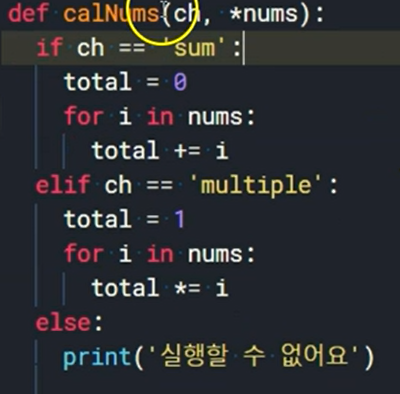 def calNums(ch, *nums):
if ch == 'sum':
total = 0
for i in nums:
total += i
elif ch == 'multiple':
total = 1
for i in nums:
total *= i
else:
print('실행할 수 없어요')